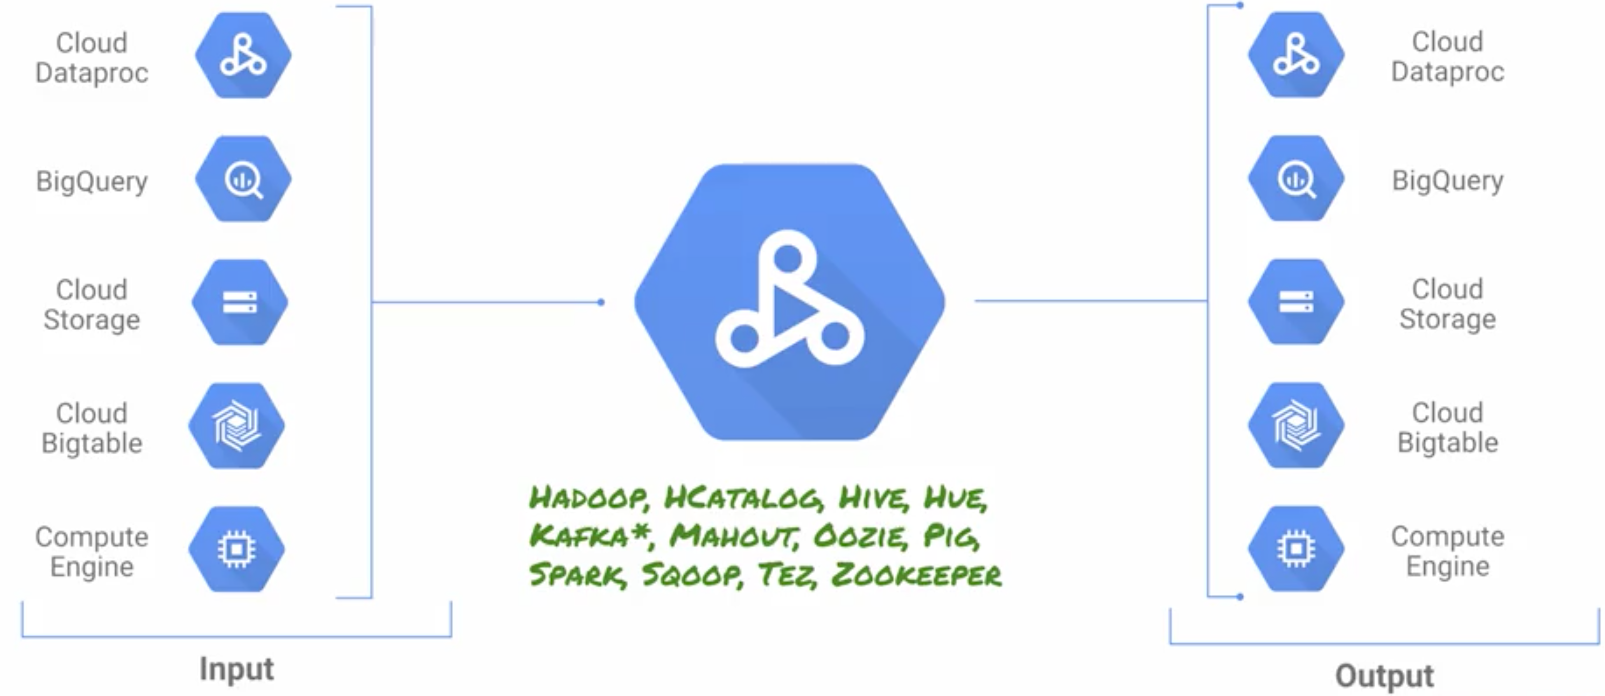 Cloud
Dataproc
BigQuery
Cloud
Storage
Cloud
Bigtable
Compute
Engine
Input
Hadoop, HCatalog, Hive, Hue,
Kafka*, Mahout, Oozie, Pig,
Spark, Sqoop, Tez, Zookeeper
Cloud
Dataproc
BigQuery
Cloud
Storage
Cloud
Bigtable
Compute
Engine
Output